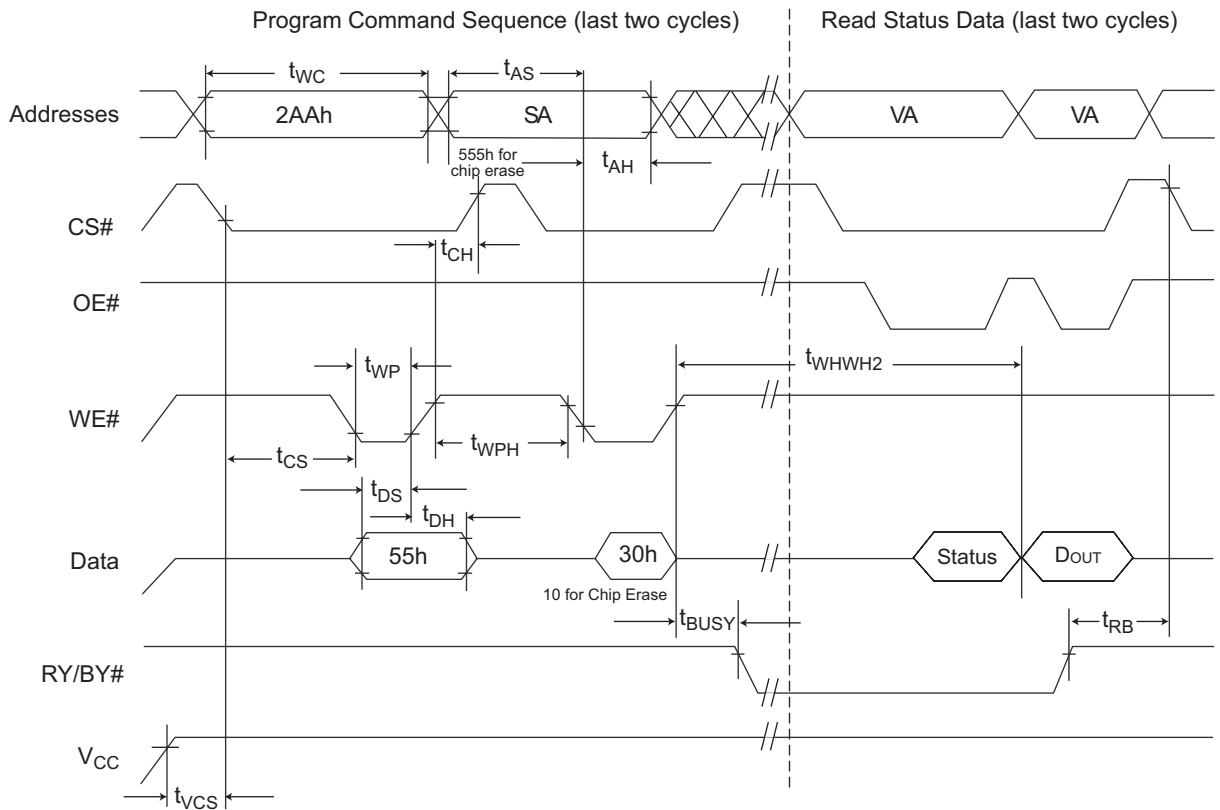 Program Command Sequence (last two cycles)
Read Status Data (last two cycles)
tWC
tAS
Addresses
2AAh
SA
VA
VA
555h for
chip erase
tAH
CS#
tCH
OE#
tWHWH2
tWP
WE#
tWPH
tCS
tDS
tDH
Data
55h
30h
Status
DOUT
10 for Chip Erase
tBUSY
tRB
RY/BY#
VCC
tVCS